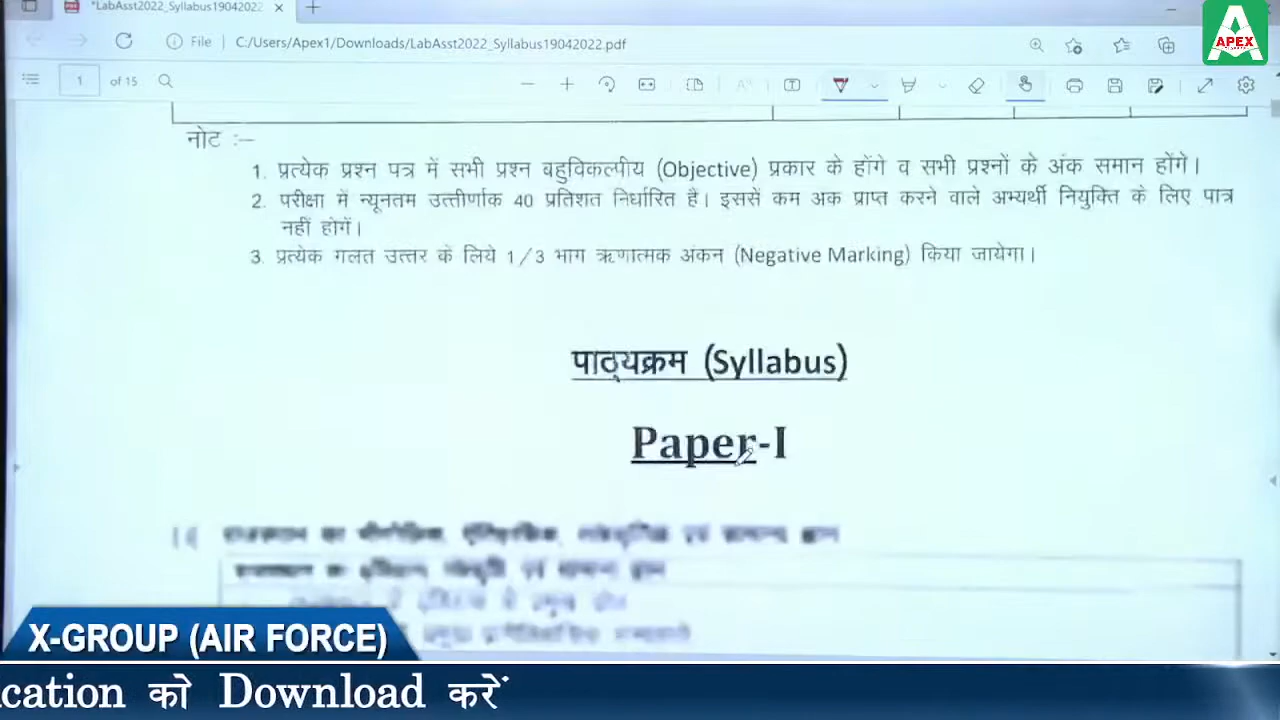 *LabAsst2022_Syllabus19042022
File
C:/Users/Apex1/Downloads/LabAsst2022_Syllabus19042022.pdf
APEX
1 of 15
नोट :–
1. प्रत्येक प्रश्न पत्र में सभी प्रश्न बहुविकल्पीय (Objective) प्रकार के होंगे व सभी प्रश्नों के अंक समान होंगे।
2. परीक्षा में न्यूनतम उत्तीर्णाक 40 प्रतिशत निर्धारित है। इससें कम अक प्राप्त करने वाले अभ्यर्थी नियुक्ति के लिए पात्र
नहीं होगें।
3. प्रत्येक गलत उत्तर के लिये 1/3 भाग ऋणात्मक अंकन (Negative Marking) किया जायेगा।
पाठ्यक्रम (Syllabus)
Paper-I
X-GROUP (AIR FORCE)
cation को Download करें